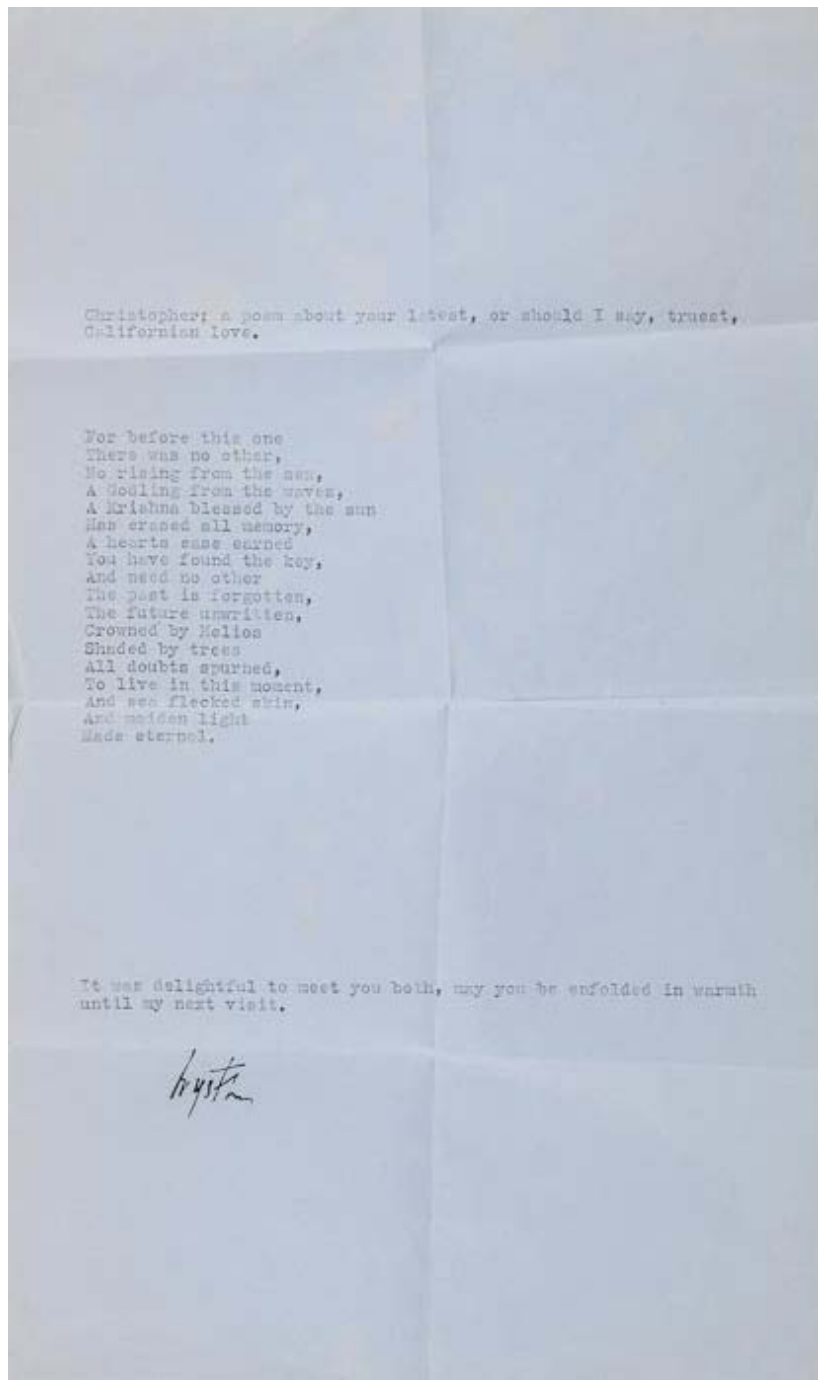 Christopher: a poem about your latest, or should I say, truest,
Californian love.
For before this one
There was no other,
No rising from the sea,
A Godling from the waves,
A Krishna blessed by the sun
Has erased all memory,
A hearts ease earned
You have found the key,
And need no other
The past is forgotten,
The future unwritten,
Crowned by Helios
Shaded by trees
All doubts spurned,
To live in this moment,
And sea flecked skin,
And maiden light
Made eternal.
It was delightful to meet you both, may you be enfolded in warmth
until my next visit.
Wystan